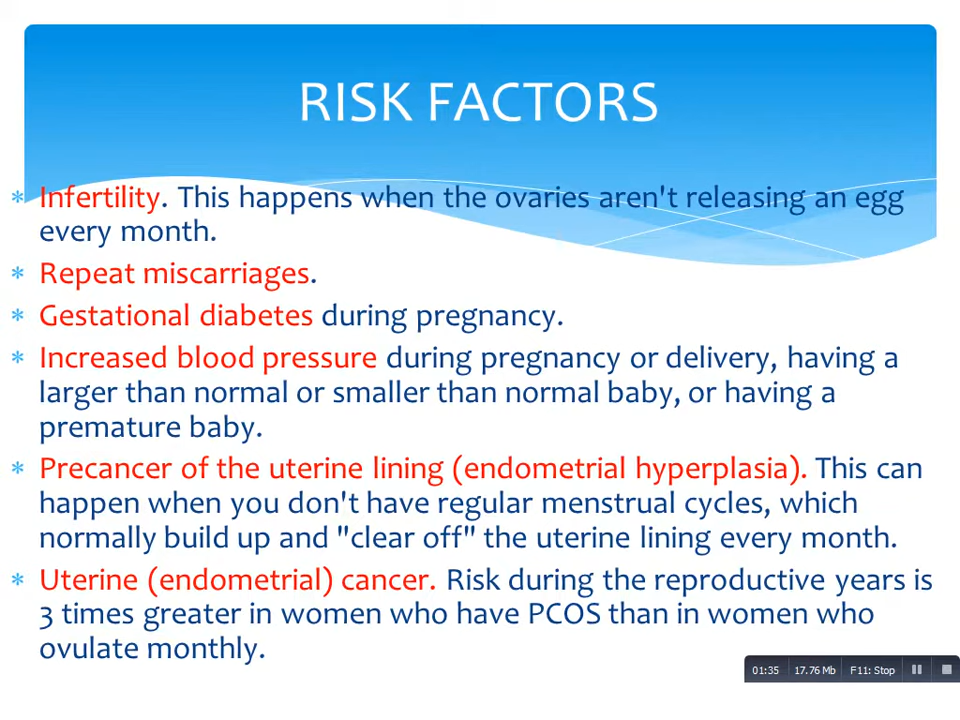 RISK FACTORS
* Infertility. This happens when the ovaries aren't releasing an egg
every month.
* Repeat miscarriages.
* Gestational diabetes during pregnancy.
* Increased blood pressure during pregnancy or delivery, having a
larger than normal or smaller than normal baby, or having a
premature baby.
* Precancer of the uterine lining (endometrial hyperplasia). This can
happen when you don't have regular menstrual cycles, which
normally build up and "clear off" the uterine lining every month.
* Uterine (endometrial) cancer. Risk during the reproductive years is
3 times greater in women who have PCOS than in women who
ovulate monthly.
01:35 17.76 Mb F11: Stop